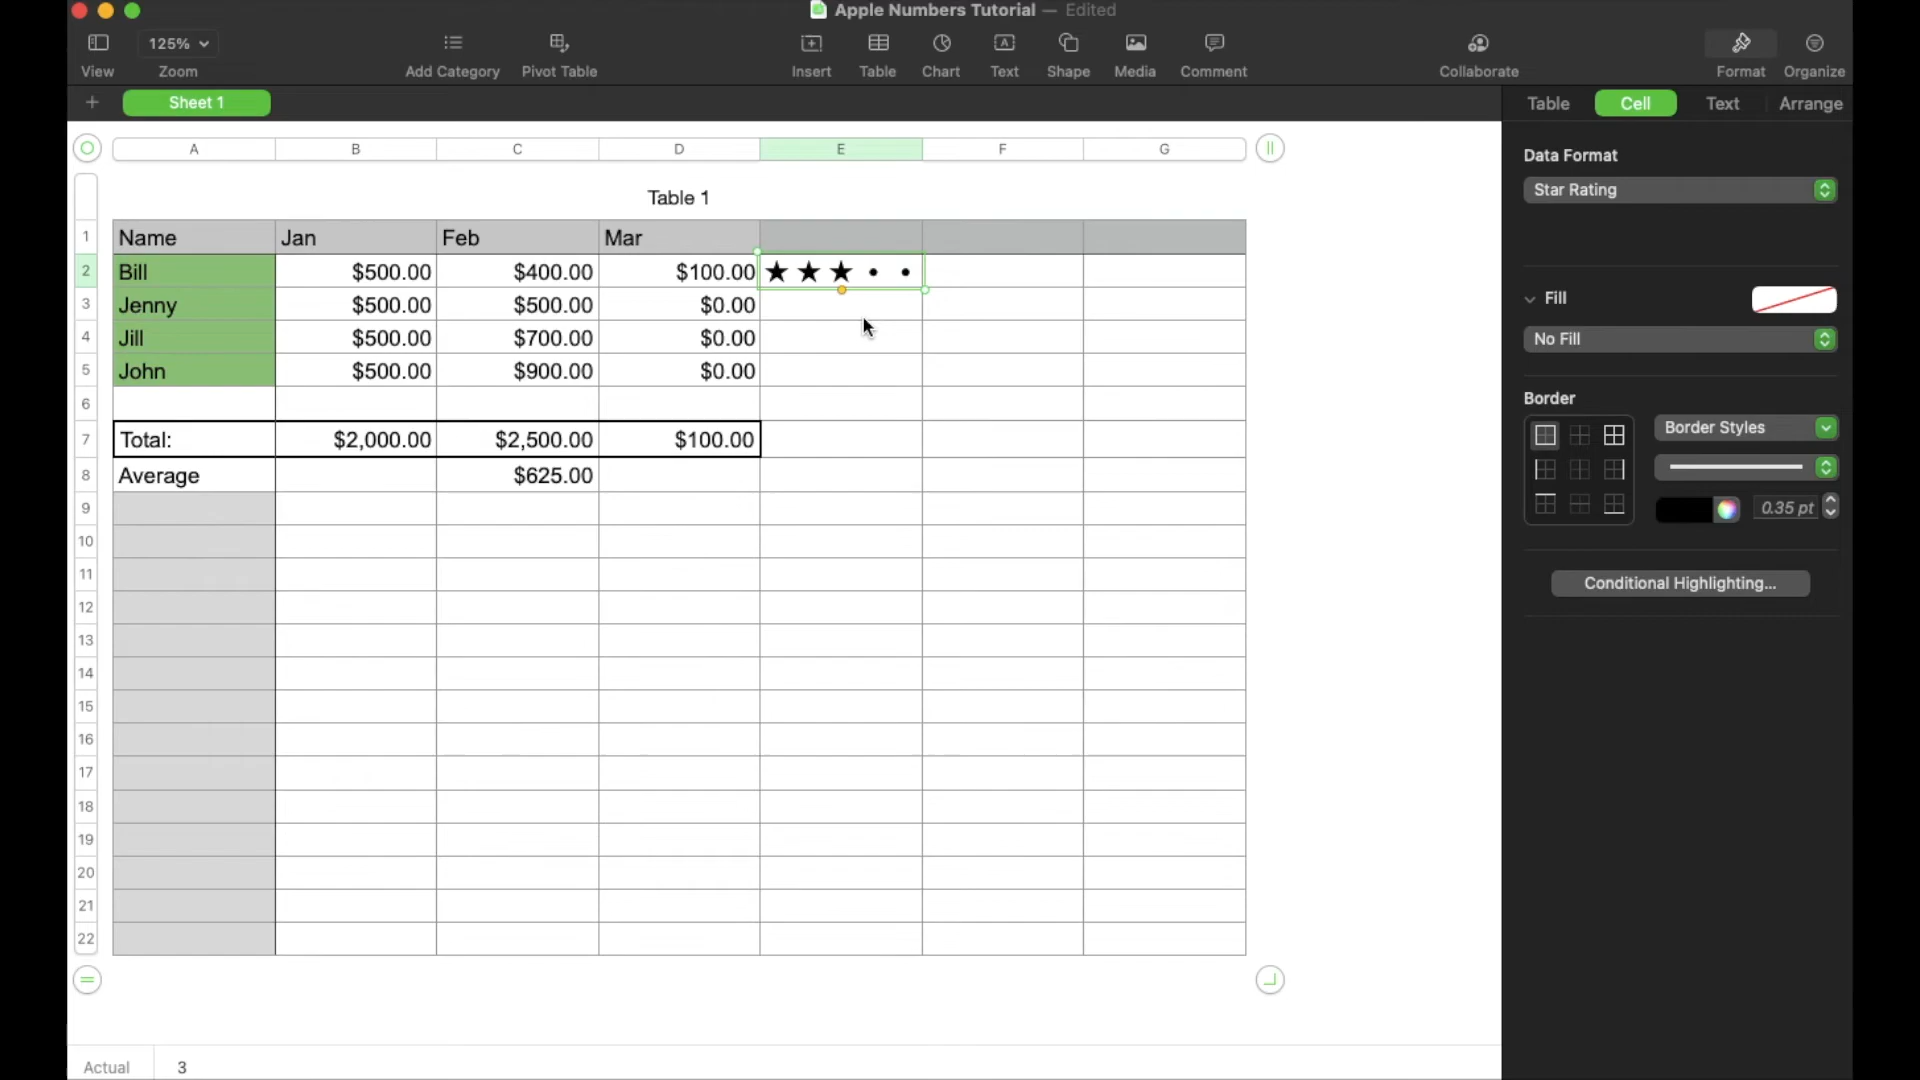 Apple Numbers Tutorial — Edited
125%
View Zoom Add Category Pivot Table Insert Table Chart Text Shape Media Comment Collaborate Format Organize
+ Sheet 1 Table Cell Text Arrange
A B C D E F G
Table 1
1 Name Jan Feb Mar
2 Bill $500.00 $400.00 $100.00 ★ ★ ★ • •
3 Jenny $500.00 $500.00 $0.00
4 Jill $500.00 $700.00 $0.00
5 John $500.00 $900.00 $0.00
6
7 Total: $2,000.00 $2,500.00 $100.00
8 Average $625.00
9
10
11
12
13
14
15
16
17
18
19
20
21
22
Actual 3
Data Format
Star Rating
Fill
No Fill
Border
Border Styles
0.35 pt
Conditional Highlighting...